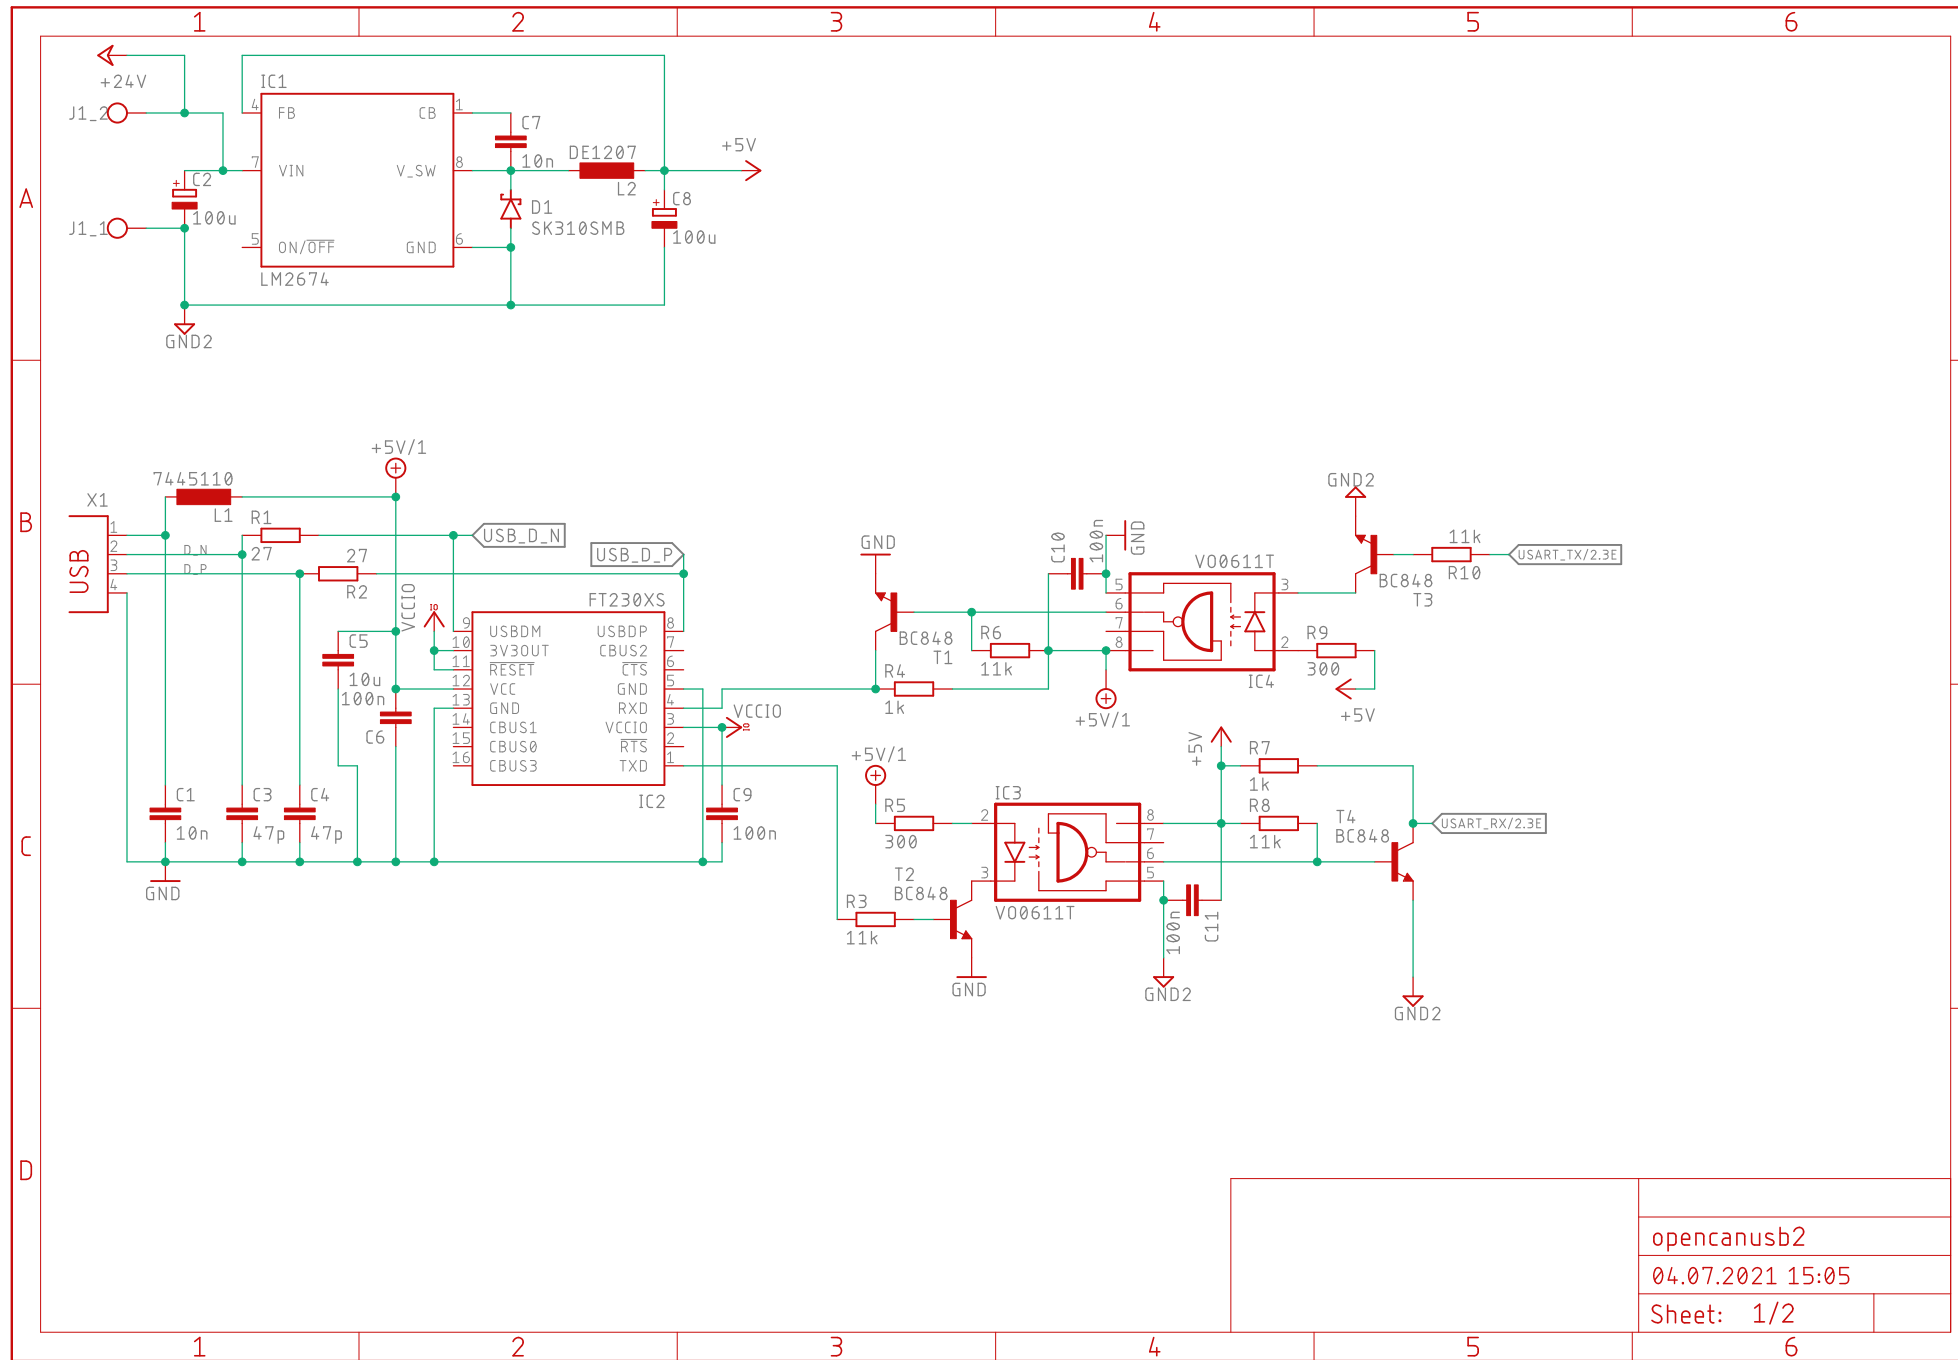 1 2 3 4 5 6
+24V
J1_2
J1_1
C2
100u
GND2
IC1
4 FB
7 VIN
5 ON/OFF
CB 1
V_SW 8
GND 6
LM2674
C7
10n
DE1207
L2
+5V
D1
SK310SMB
C8
100u
A
B
C
D
+5V/1
7445110
L1
X1
USB
1
2
3
4
D_N
D_P
R1
27
27
R2
USB_D_N
USB_D_P
VCCIO
IO
C5
10u
100n
C6
FT230XS
9 USBDM
10 3V3OUT
11 RESET
12 VCC
13 GND
14 CBUS1
15 CBUS0
16 CBUS3
USBDP 8
CBUS2 7
CTS 6
GND 5
RXD 4
VCCIO 3
RTS 2
TXD 1
IC2
VCCIO
IO
C1
10n
C3
47p
C4
47p
C9
100n
GND
GND
BC848
T1
R6
11k
R4
1k
C10
100n
GND
VO0611T
5
6
7
8
3
2
IC4
+5V/1
R9
300
+5V
GND2
BC848
T3
11k
R10
USART_TX/2.3E
+5V/1
R5
300
IC3
2
3
8
7
6
5
VO0611T
T2
BC848
R3
11k
GND
+5V
R7
1k
R8
11k
T4
BC848
USART_RX/2.3E
100n
C11
GND2
GND2
opencanusb2
04.07.2021 15:05
Sheet: 1/2
1 2 3 4 5 6